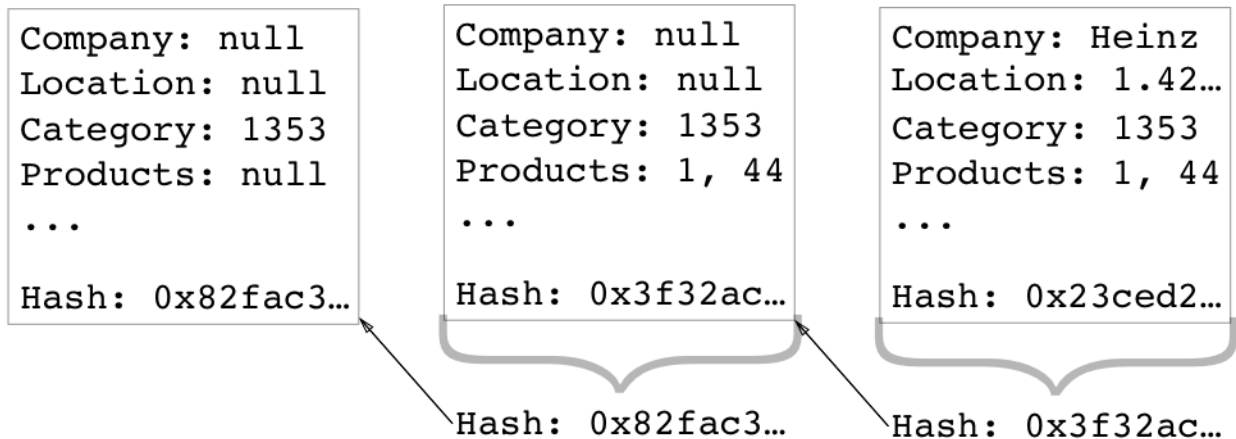 Company: null
Location: null
Category: 1353
Products: null
...
Hash: 0x82fac3…
Company: null
Location: null
Category: 1353
Products: 1, 44
...
Hash: 0x3f32ac…
Hash: 0x82fac3…
Company: Heinz
Location: 1.42…
Category: 1353
Products: 1, 44
...
Hash: 0x23ced2…
Hash: 0x3f32ac…